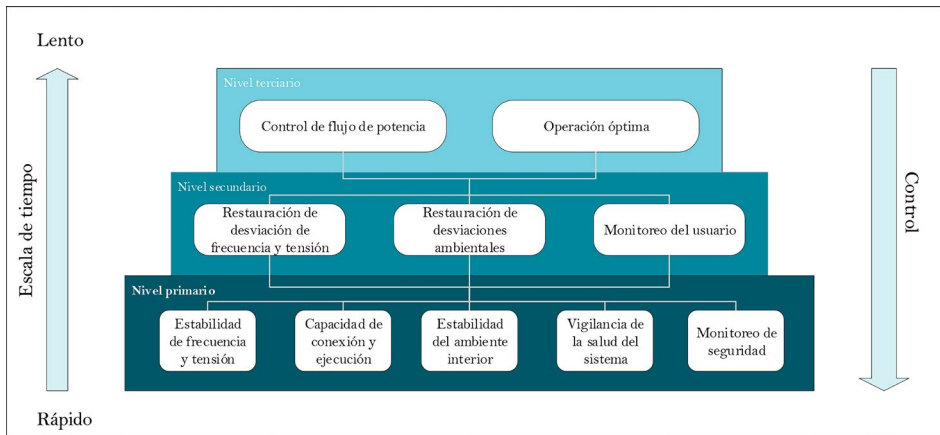 Lento
Nivel terciario
Control de flujo de potencia
Operación óptima
Nivel secundario
Restauración de
desviación de
frecuencia y tensión
Restauración de
desviaciones
ambientales
Monitoreo del usuario
Nivel primario
Estabilidad
de frecuencia
y tensión
Capacidad de
conexión y
ejecución
Estabilidad
del ambiente
interior
Vigilancia de
la salud del
sistema
Monitoreo de
seguridad
Escala de tiempo
Control
Rápido